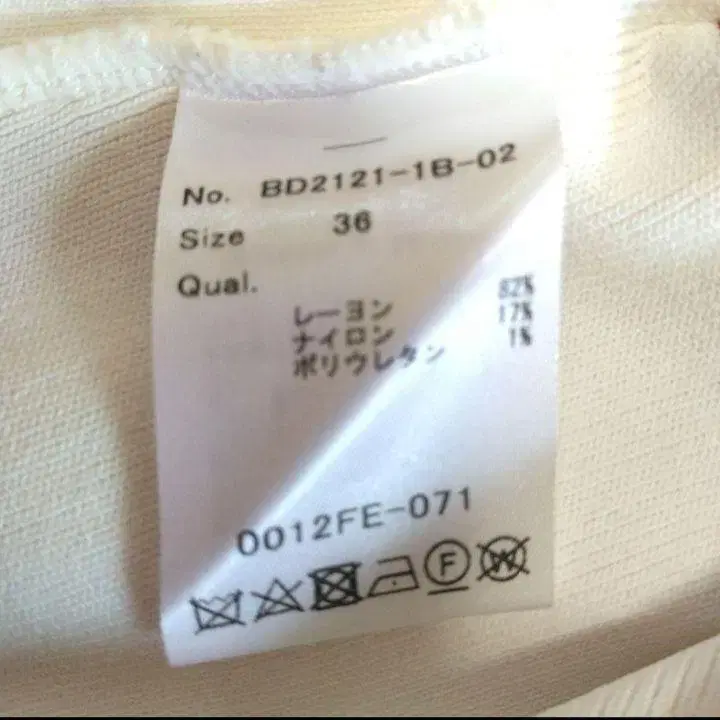 No. BD2121-1B-02
Size 36
Qual.
レーヨン 82%
ナイロン 17%
ポリウレタン 1%
0012FE-071
F W